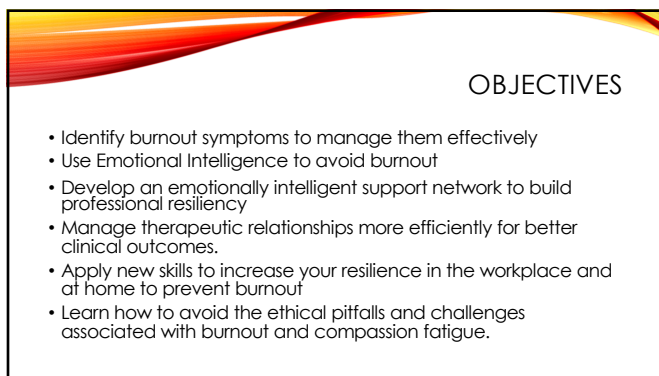 OBJECTIVES
• Identify burnout symptoms to manage them effectively
• Use Emotional Intelligence to avoid burnout
• Develop an emotionally intelligent support network to build
professional resiliency
• Manage therapeutic relationships more efficiently for better
clinical outcomes.
• Apply new skills to increase your resilience in the workplace and
at home to prevent burnout
• Learn how to avoid the ethical pitfalls and challenges
associated with burnout and compassion fatigue.